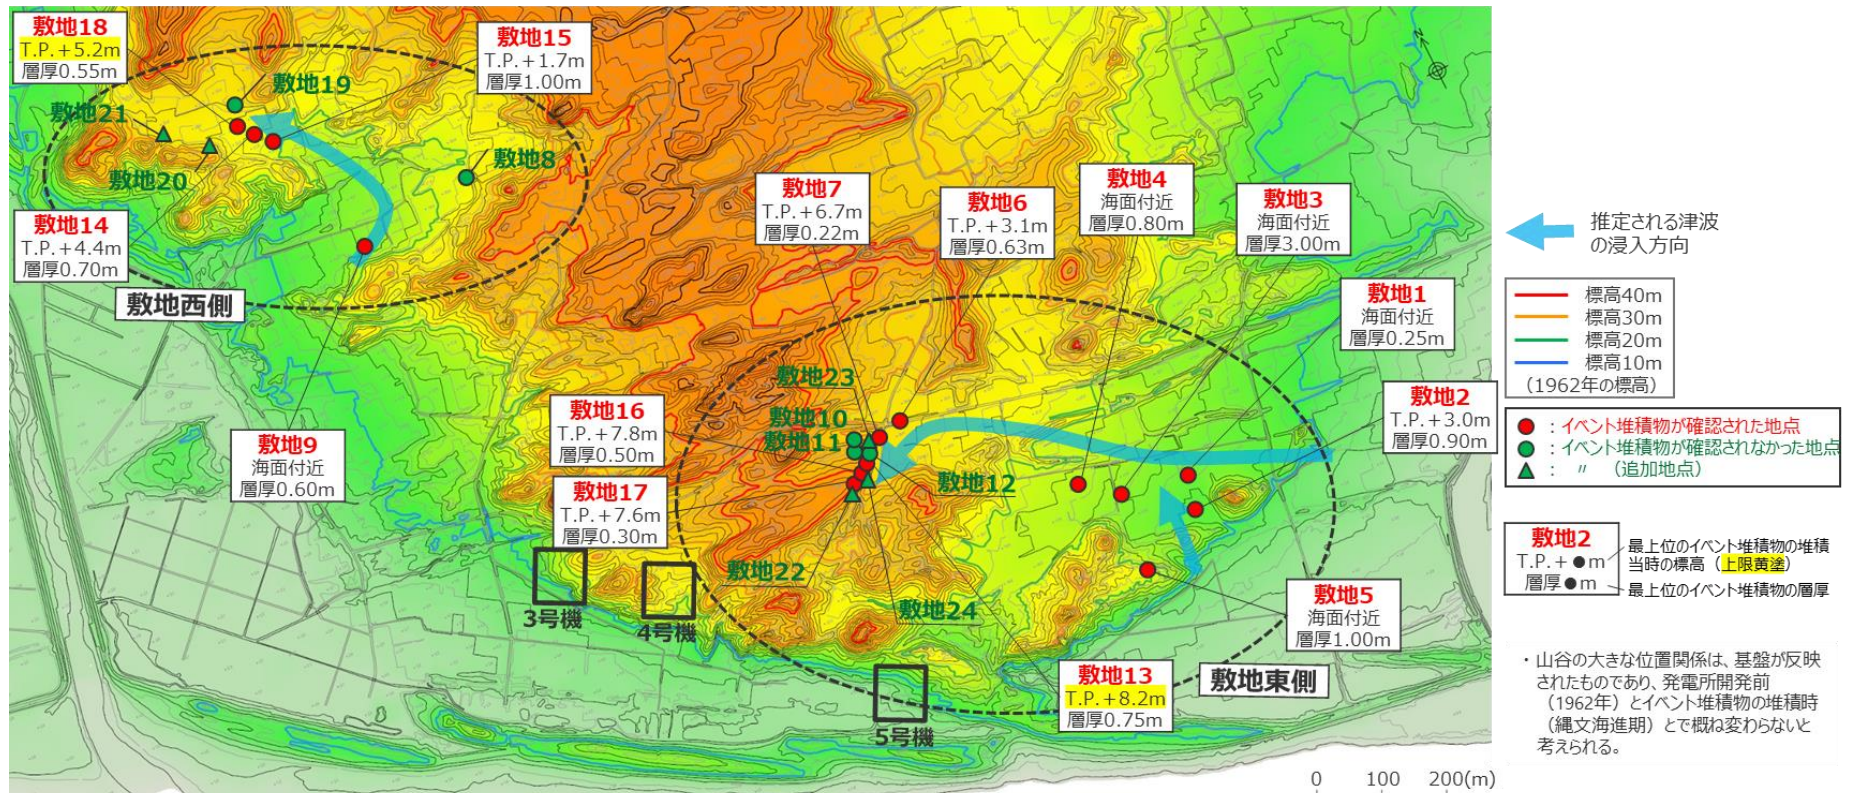 敷地18
T.P.+5.2m
層厚0.55m
敷地15
T.P.+1.7m
層厚1.00m
敷地19
敷地21
敷地8
敷地20
敷地14
T.P.+4.4m
層厚0.70m
敷地西側
敷地9
海面付近
層厚0.60m
敷地7
T.P.+6.7m
層厚0.22m
敷地6
T.P.+3.1m
層厚0.63m
敷地4
海面付近
層厚0.80m
敷地3
海面付近
層厚3.00m
敷地1
海面付近
層厚0.25m
敷地2
T.P.+3.0m
層厚0.90m
敷地23
敷地10
敷地11
敷地16
T.P.+7.8m
層厚0.50m
敷地12
敷地17
T.P.+7.6m
層厚0.30m
敷地22
敷地24
敷地5
海面付近
層厚1.00m
敷地13
T.P.+8.2m
層厚0.75m
敷地東側
3号機
4号機
5号機
N
0 100 200(m)
推定される津波
の浸入方向
標高40m
標高30m
標高20m
標高10m
(1962年の標高)
:イベント堆積物が確認された地点
:イベント堆積物が確認されなかった地点
: 〃 (追加地点)
敷地2
T.P.+●m
層厚●m
最上位のイベント堆積物の堆積
当時の標高(上限黄塗)
最上位のイベント堆積物の層厚
・山谷の大きな位置関係は、基盤が反映
されたものであり、発電所開発前
(1962年)とイベント堆積物の堆積時
(縄文海進期)とで概ね変わらないと
考えられる。